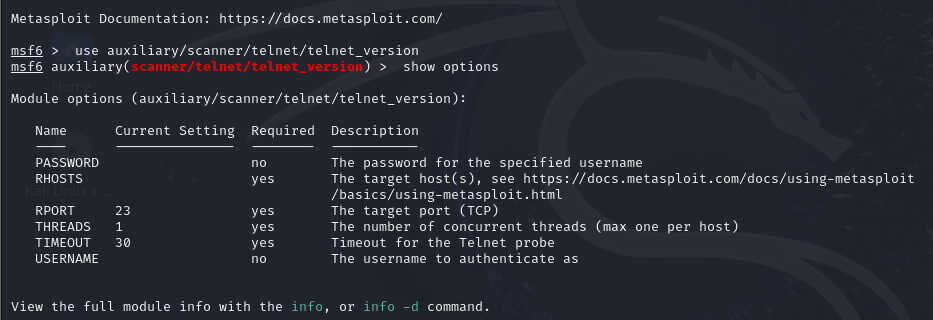 Metasploit Documentation: https://docs.metasploit.com/
msf6 > use auxiliary/scanner/telnet/telnet_version
msf6 auxiliary(scanner/telnet/telnet_version) > show options
Module options (auxiliary/scanner/telnet/telnet_version):
Name Current Setting Required Description
PASSWORD no The password for the specified username
RHOSTS yes The target host(s), see https://docs.metasploit.com/docs/using-metasploit
/basics/using-metasploit.html
RPORT 23 yes The target port (TCP)
THREADS 1 yes The number of concurrent threads (max one per host)
TIMEOUT 30 yes Timeout for the Telnet probe
USERNAME no The username to authenticate as
View the full module info with the info, or info -d command.
Home
Kali Linux a...